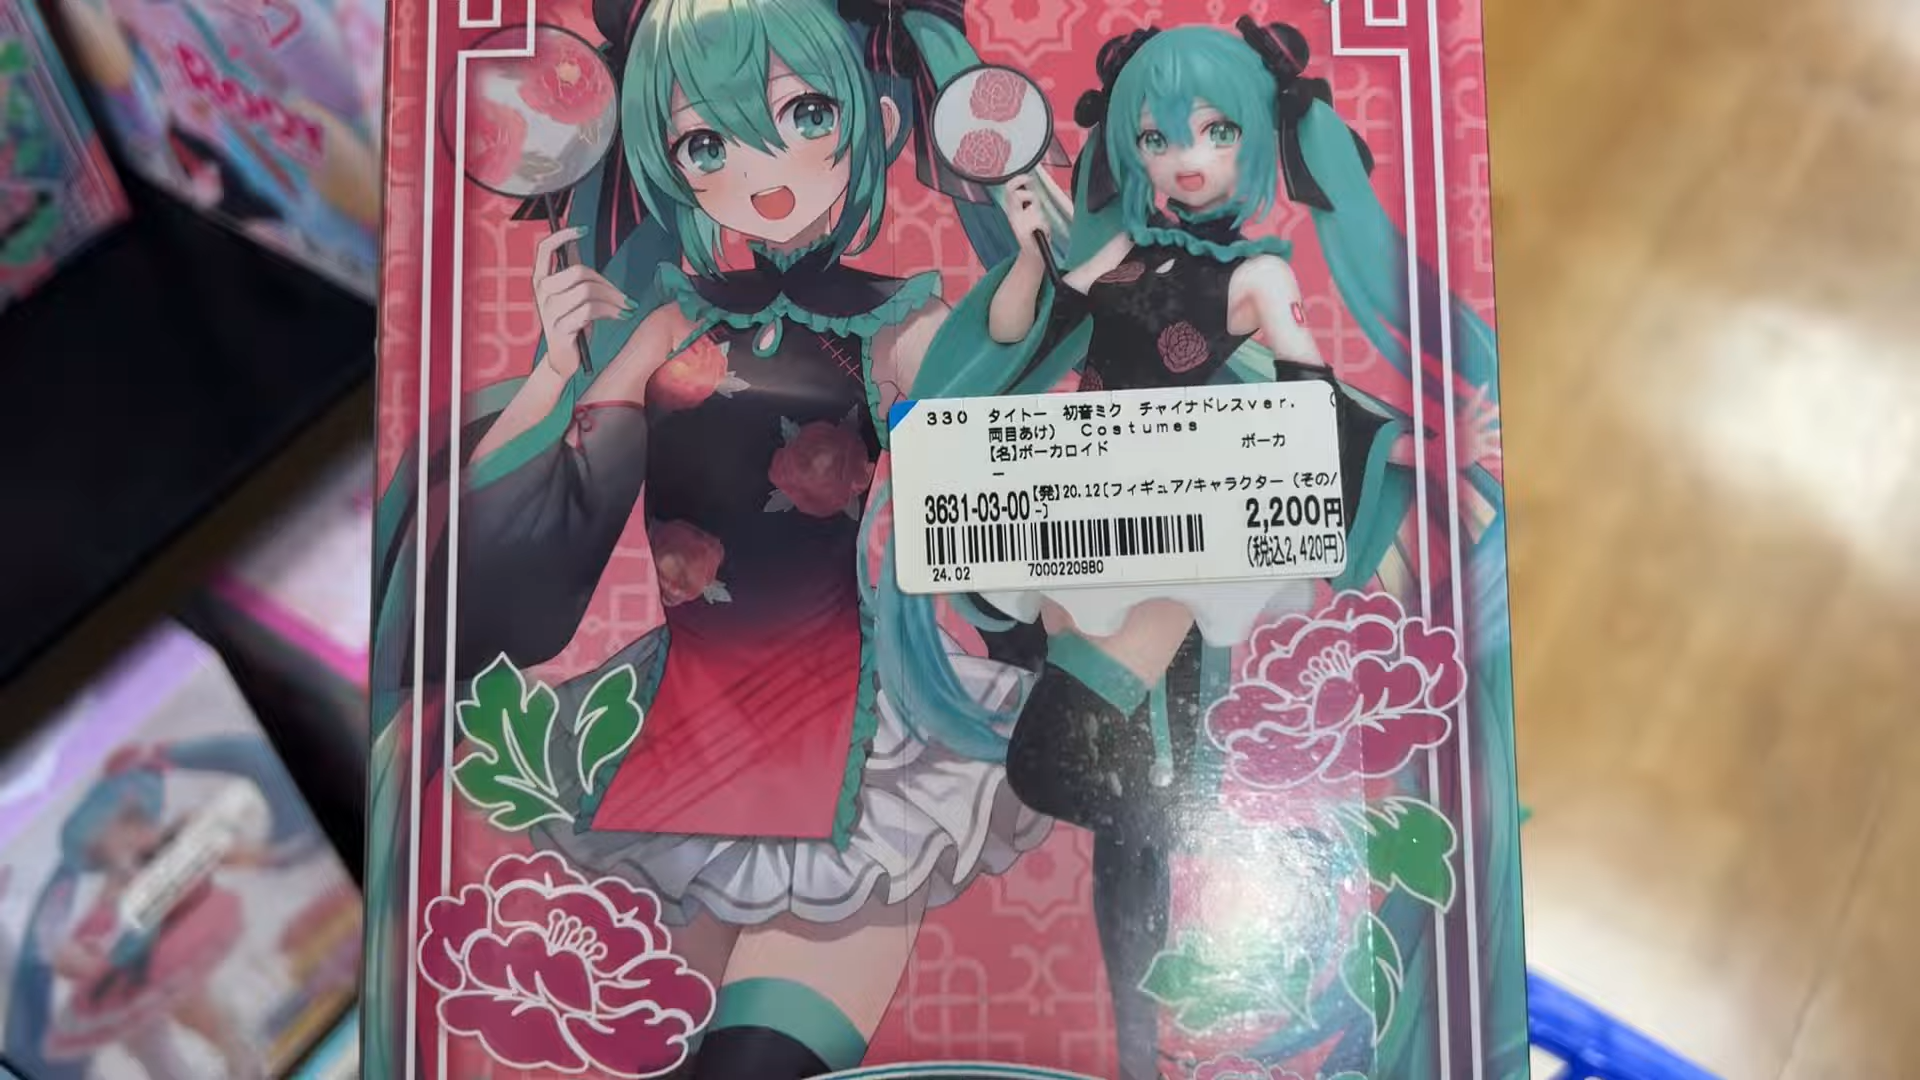 330 タイトー 初音ミク チャイナドレスver. (
両目あけ) Costumes
【名】ボーカロイド ボーカ
ー
3631-03-00 【発】20.12〔フィギュア/キャラクター (その/
-〕
2,200円
(税込2,420円)
24.02 7000220980